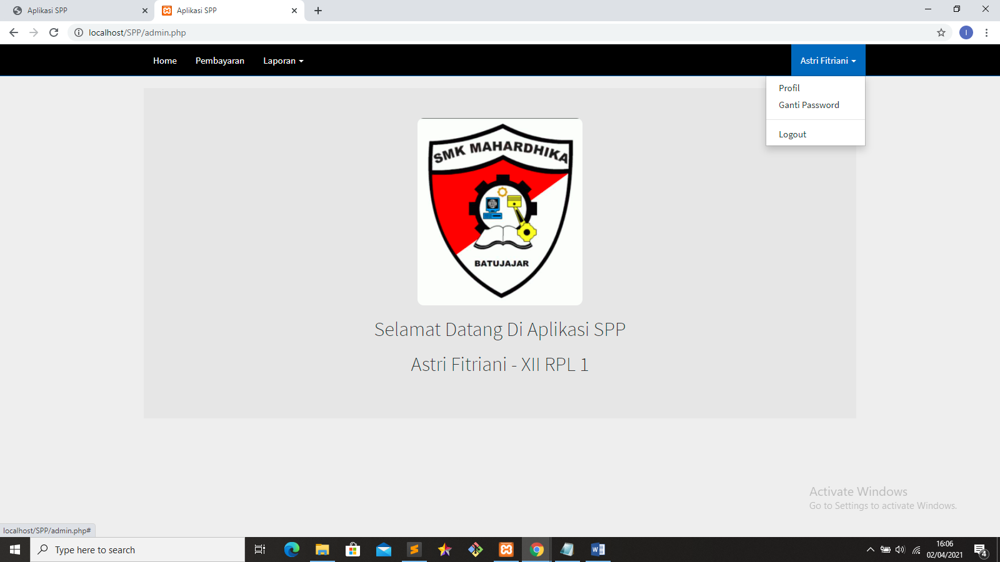 Aplikasi SPP
Aplikasi SPP
localhost/SPP/admin.php
I
Home
Pembayaran
Laporan
Astri Fitriani
Profil
Ganti Password
Logout
SMK MAHARDHIKA
BATUJAJAR
Selamat Datang Di Aplikasi SPP
Astri Fitriani - XII RPL 1
Activate Windows
Go to Settings to activate Windows.
localhost/SPP/admin.php#
Type here to search
W
16:06
02/04/2021
4